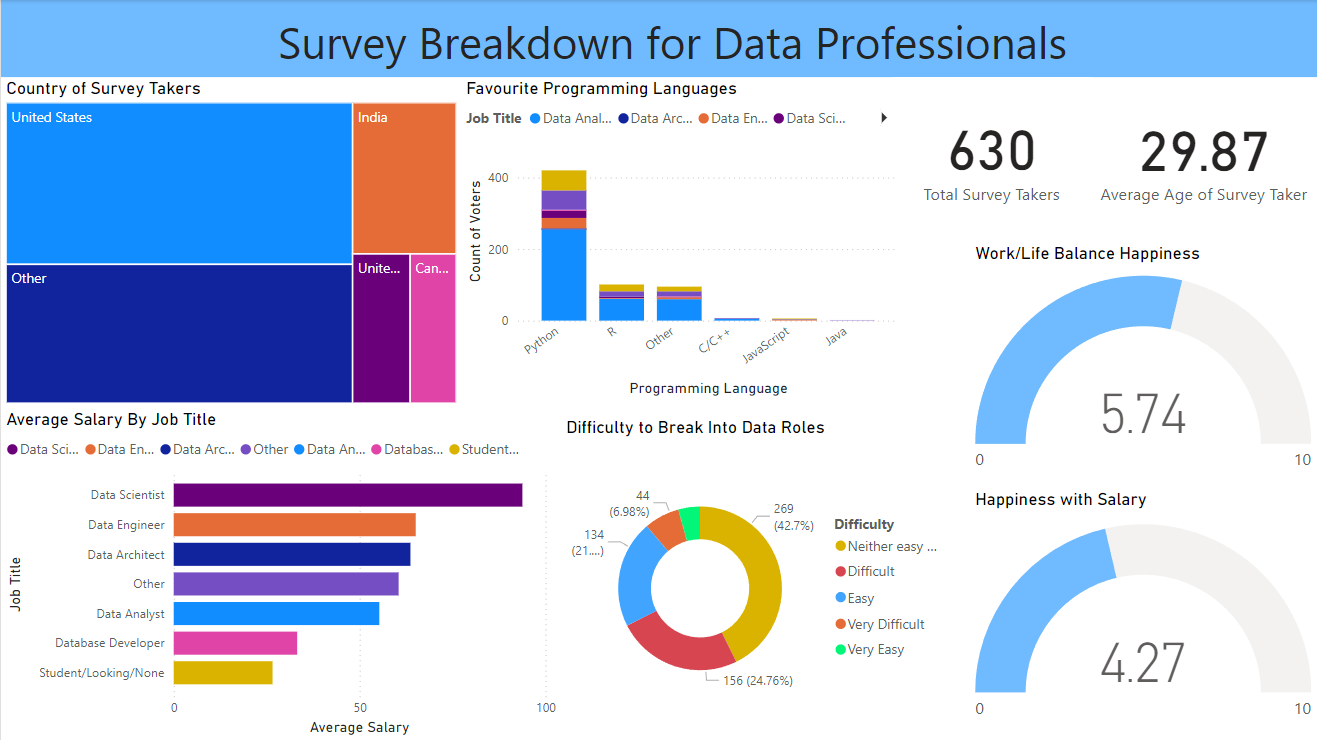 Survey Breakdown for Data Professionals
Country of Survey Takers
United States
India
Other
Unite...
Can...
Favourite Programming Languages
Job Title Data Anal... Data Arc... Data En... Data Sci...
Count of Voters
400
200
0
Python
R
Other
C/C++
JavaScript
Java
Programming Language
630
Total Survey Takers
29.87
Average Age of Survey Taker
Work/Life Balance Happiness
5.74
0
10
Average Salary By Job Title
Data Sci... Data En... Data Arc... Other Data An... Databas... Student...
Job Title
Data Scientist
Data Engineer
Data Architect
Other
Data Analyst
Database Developer
Student/Looking/None
0
50
100
Average Salary
Difficulty to Break Into Data Roles
44
(6.98%)
269
(42.7%)
134
(21....)
156 (24.76%)
Difficulty
Neither easy ...
Difficult
Easy
Very Difficult
Very Easy
Happiness with Salary
4.27
0
10